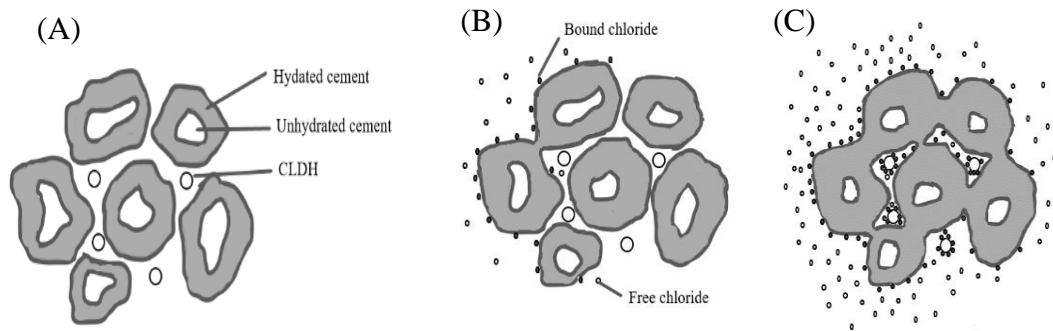 (A)
Hydated cement
Unhydrated cement
CLDH
(B)
Bound chloride
Free chloride
(C)